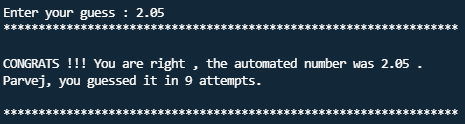 Enter your guess : 2.05
*****************************************************************
CONGRATS !!! You are right , the automated number was 2.05 .
Parvej, you guessed it in 9 attempts.
*****************************************************************